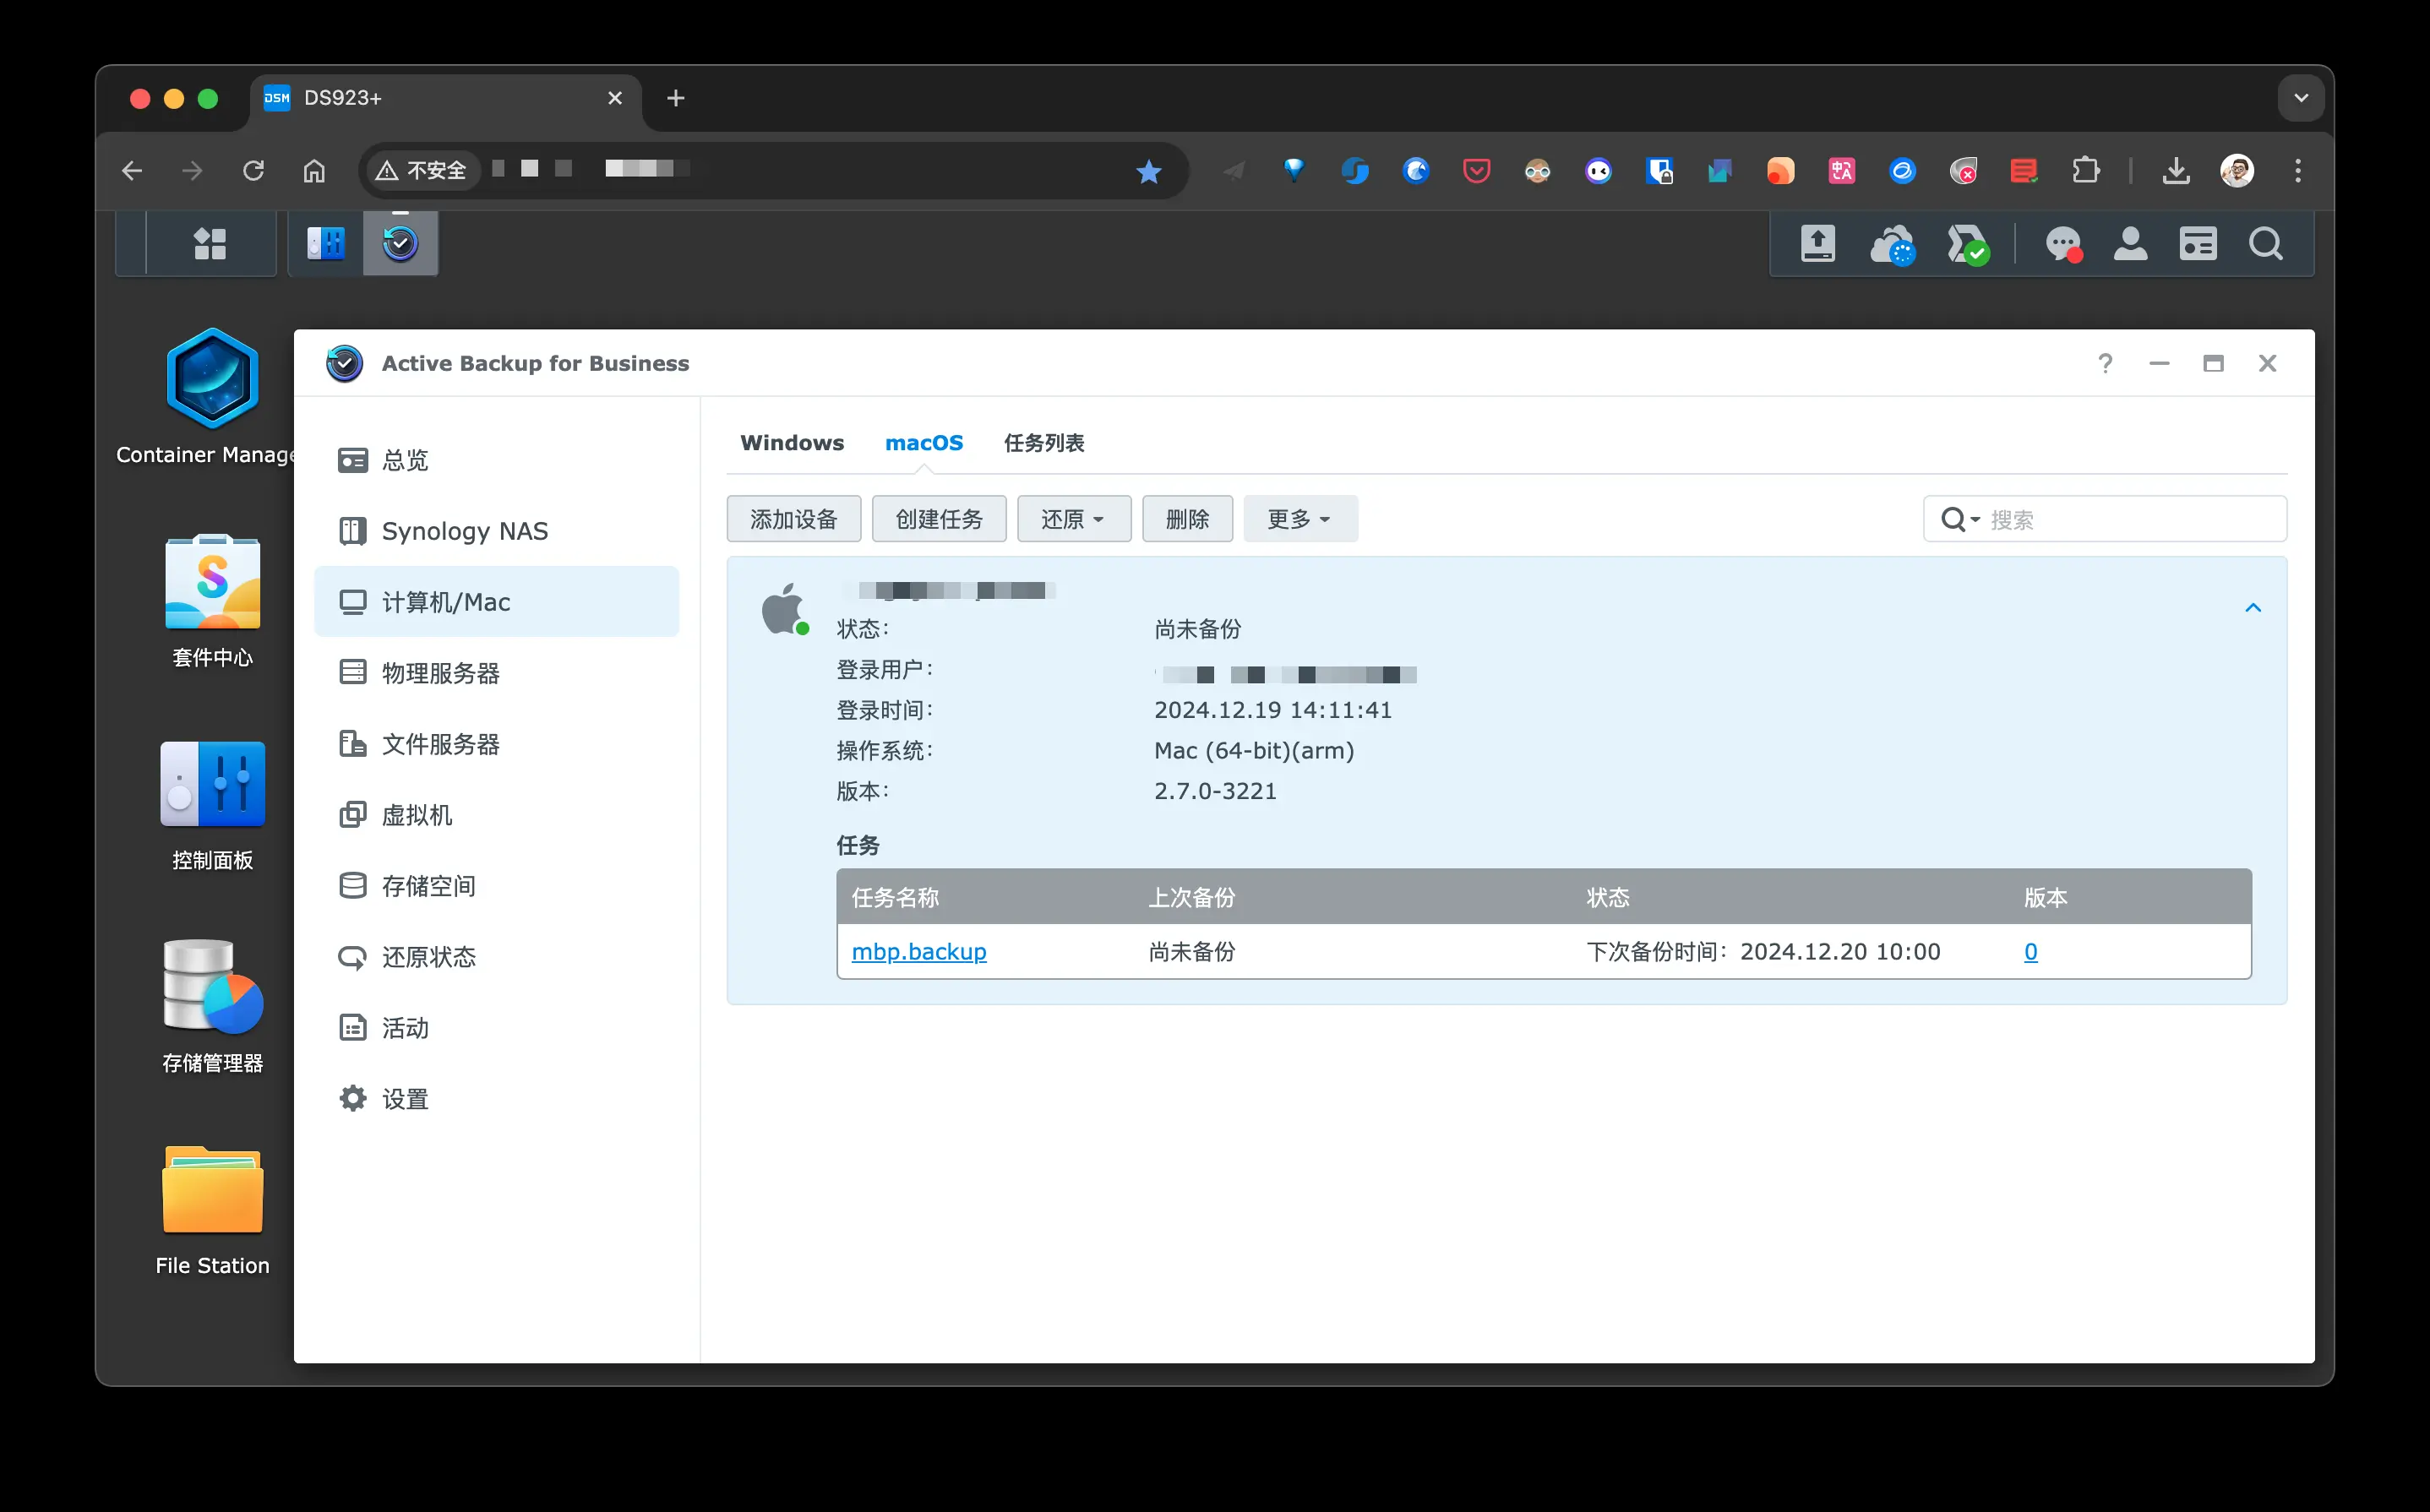 DSM DS923+
不安全
Active Backup for Business
Container Manage
套件中心
控制面板
存储管理器
File Station
总览
Synology NAS
计算机/Mac
物理服务器
文件服务器
虚拟机
存储空间
还原状态
活动
设置
Windows macOS 任务列表
添加设备 创建任务 还原 删除 更多 搜索
状态: 尚未备份
登录用户:
登录时间: 2024.12.19 14:11:41
操作系统: Mac (64-bit)(arm)
版本: 2.7.0-3221
任务
任务名称 上次备份 状态 版本
mbp.backup 尚未备份 下次备份时间: 2024.12.20 10:00 0